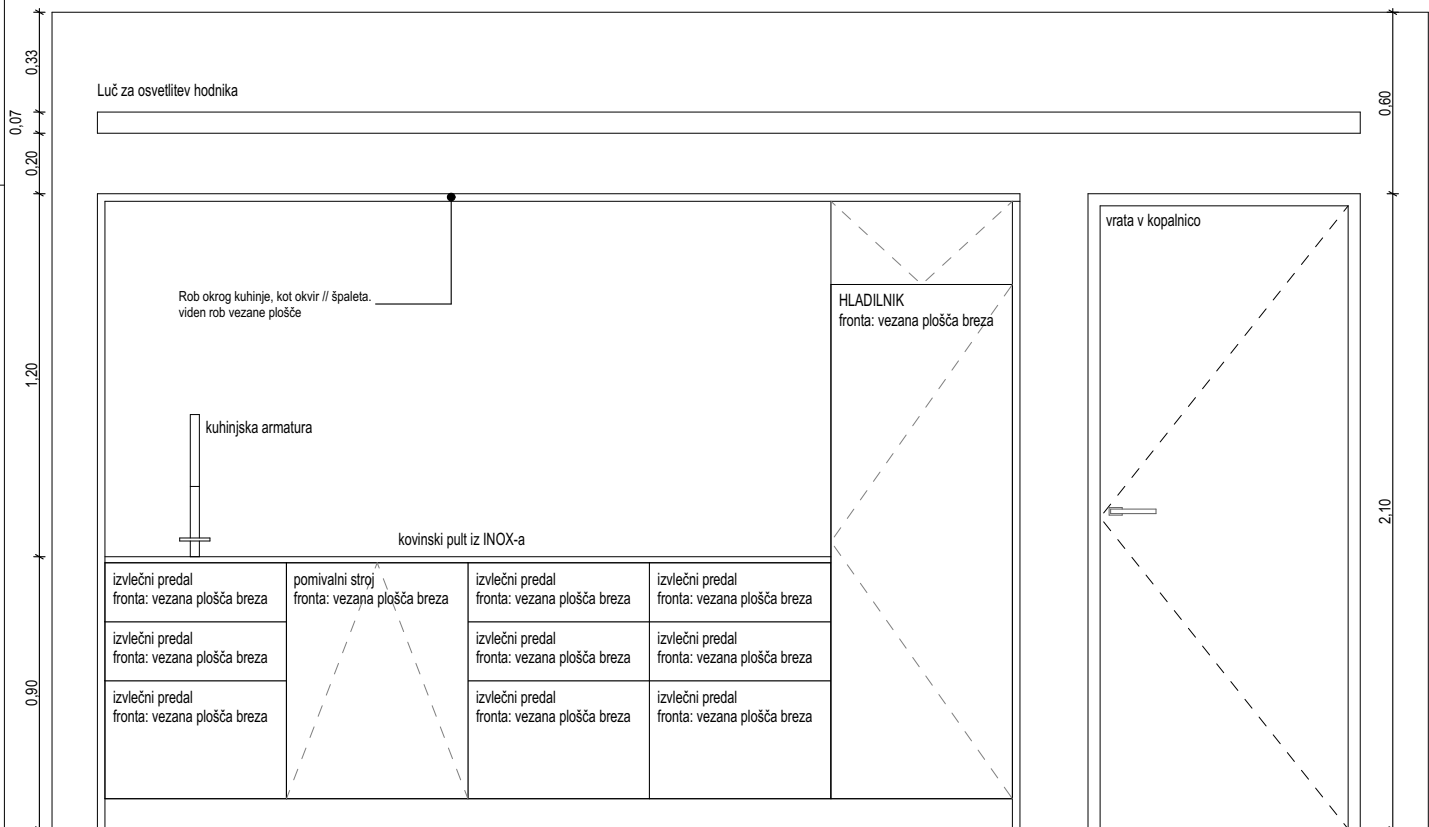 0,33
Luč za osvetlitev hodnika
0,07
0,60
0,20
vrata v kopalnico
Rob okrog kuhinje, kot okvir // špaleta.
viden rob vezane plošče
HLADILNIK
fronta: vezana plošča breza
1,20
kuhinjska armatura
2,10
kovinski pult iz INOX-a
izvlečni predal
fronta: vezana plošča breza
pomivalni stroj
fronta: vezana plošča breza
izvlečni predal
fronta: vezana plošča breza
izvlečni predal
fronta: vezana plošča breza
izvlečni predal
fronta: vezana plošča breza
izvlečni predal
fronta: vezana plošča breza
izvlečni predal
fronta: vezana plošča breza
0,90
izvlečni predal
fronta: vezana plošča breza
izvlečni predal
fronta: vezana plošča breza
izvlečni predal
fronta: vezana plošča breza